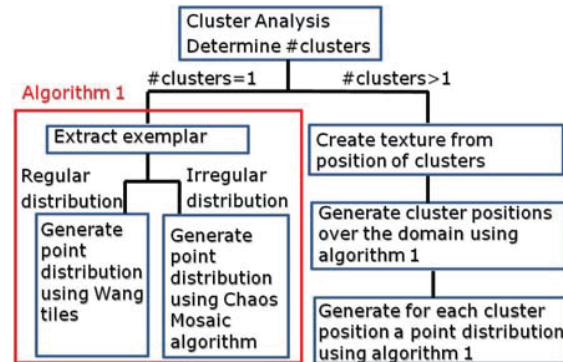 Cluster Analysis
Determine #clusters
#clusters=1
#clusters>1
Algorithm 1
Extract exemplar
Regular
distribution
Irregular
distribution
Generate
point
distribution
using Wang
tiles
Generate
point
distribution
using Chaos
Mosaic
algorithm
Create texture from
position of clusters
Generate cluster positions
over the domain using
algorithm 1
Generate for each cluster
position a point distribution
using algorithm 1